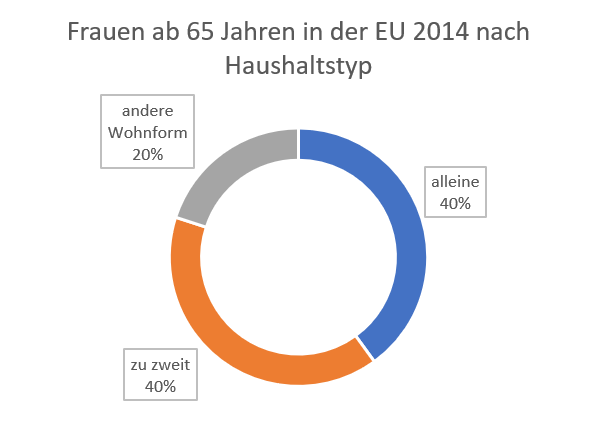 Frauen ab 65 Jahren in der EU 2014 nach
Haushaltstyp
andere
Wohnform
20%
alleine
40%
zu zweit
40%